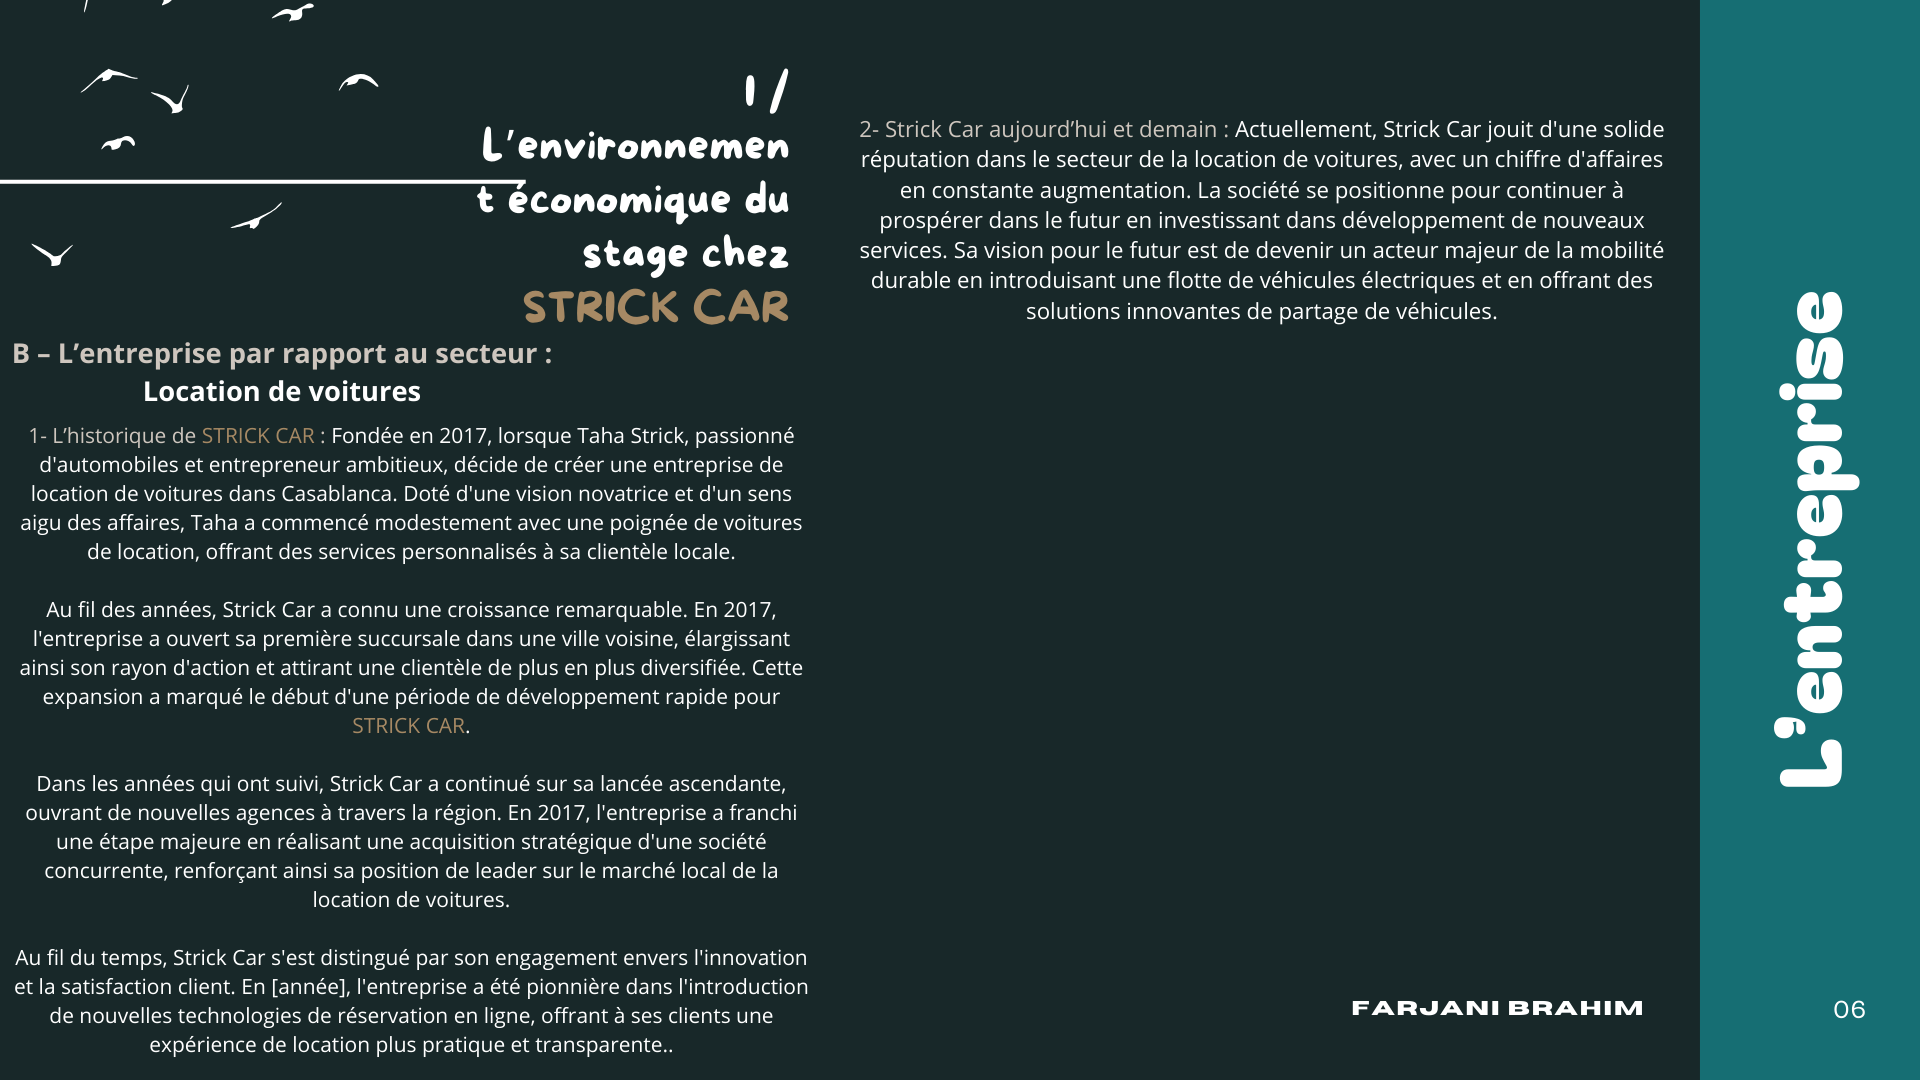 1 /
L'environnemen
t économique du
stage chez
STRICK CAR
B – L’entreprise par rapport au secteur :
Location de voitures
1- L’historique de STRICK CAR : Fondée en 2017, lorsque Taha Strick, passionné
d'automobiles et entrepreneur ambitieux, décide de créer une entreprise de
location de voitures dans Casablanca. Doté d'une vision novatrice et d'un sens
aigu des affaires, Taha a commencé modestement avec une poignée de voitures
de location, offrant des services personnalisés à sa clientèle locale.
Au fil des années, Strick Car a connu une croissance remarquable. En 2017,
l'entreprise a ouvert sa première succursale dans une ville voisine, élargissant
ainsi son rayon d'action et attirant une clientèle de plus en plus diversifiée. Cette
expansion a marqué le début d'une période de développement rapide pour
STRICK CAR.
Dans les années qui ont suivi, Strick Car a continué sur sa lancée ascendante,
ouvrant de nouvelles agences à travers la région. En 2017, l'entreprise a franchi
une étape majeure en réalisant une acquisition stratégique d'une société
concurrente, renforçant ainsi sa position de leader sur le marché local de la
location de voitures.
Au fil du temps, Strick Car s'est distingué par son engagement envers l'innovation
et la satisfaction client. En [année], l'entreprise a été pionnière dans l'introduction
de nouvelles technologies de réservation en ligne, offrant à ses clients une
expérience de location plus pratique et transparente..
2- Strick Car aujourd’hui et demain : Actuellement, Strick Car jouit d'une solide
réputation dans le secteur de la location de voitures, avec un chiffre d'affaires
en constante augmentation. La société se positionne pour continuer à
prospérer dans le futur en investissant dans développement de nouveaux
services. Sa vision pour le futur est de devenir un acteur majeur de la mobilité
durable en introduisant une flotte de véhicules électriques et en offrant des
solutions innovantes de partage de véhicules.
FARJANI BRAHIM
L'entreprise
06